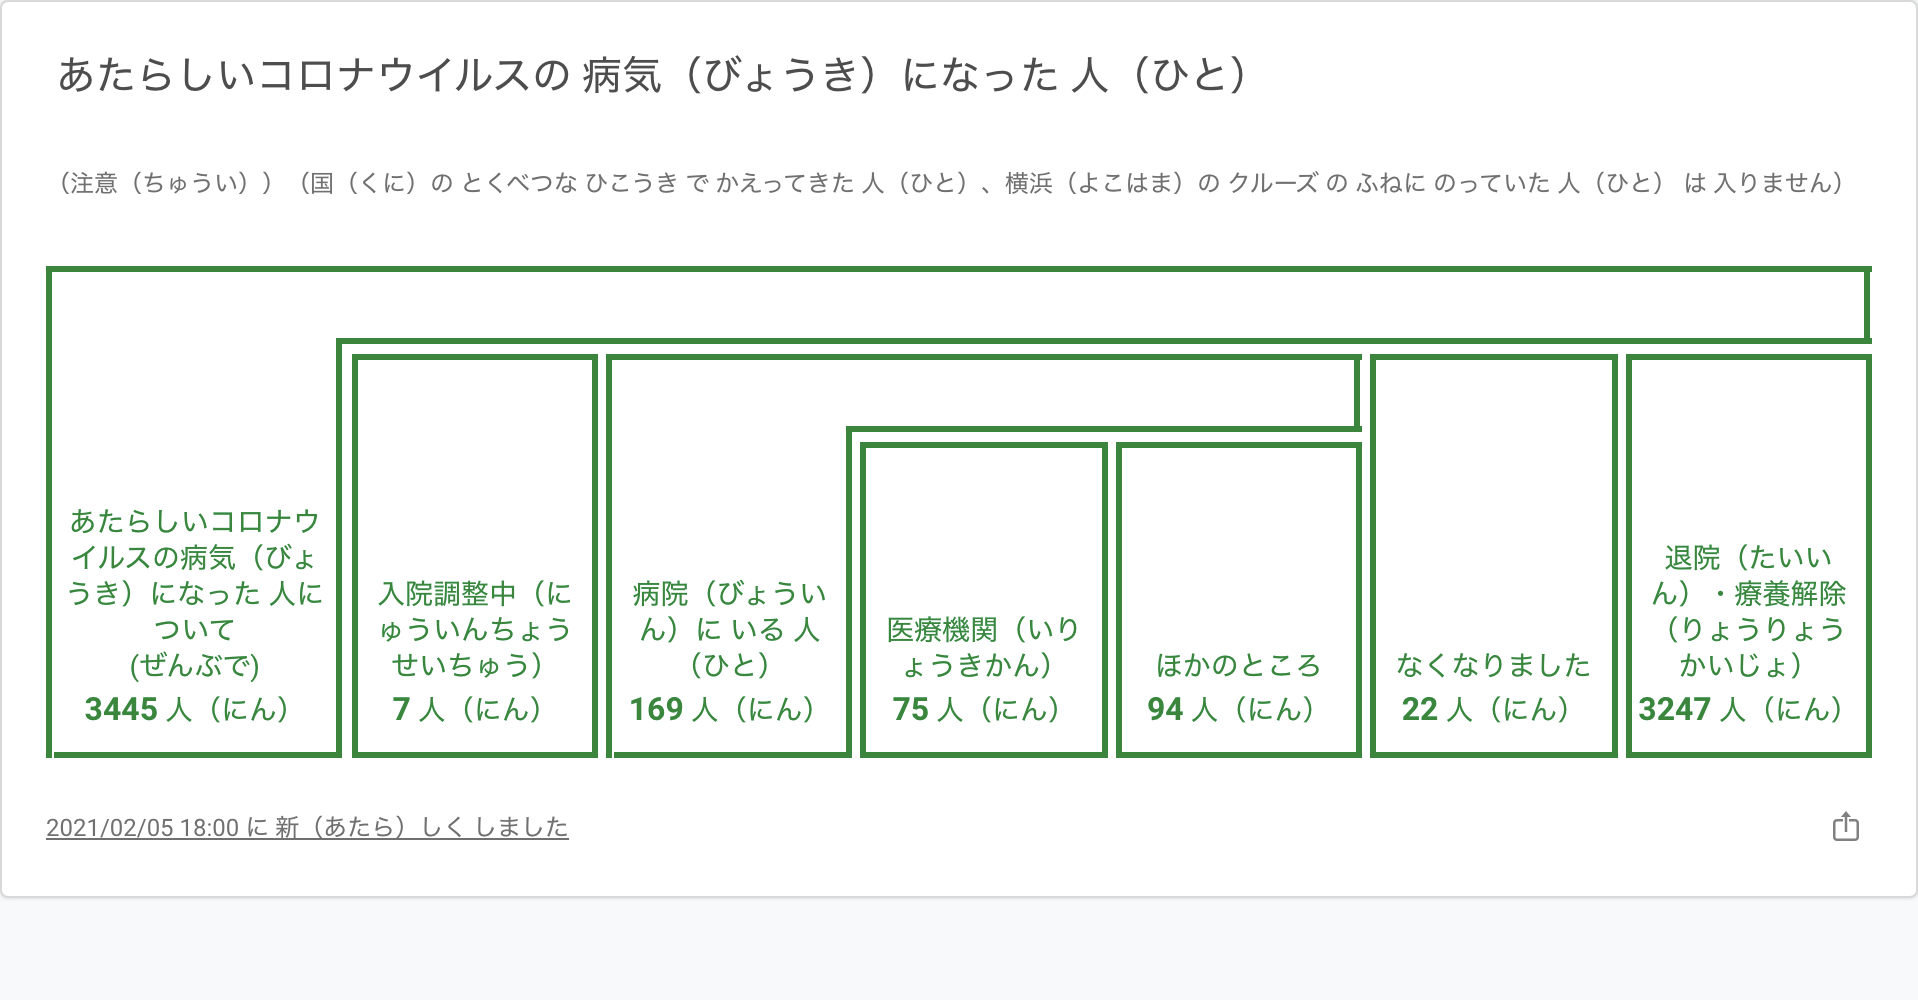 あたらしいコロナウイルスの 病気（びょうき）になった 人（ひと）
（注意（ちゅうい））（国（くに）の とくべつな ひこうき で かえってきた 人（ひと）、横浜（よこはま）の クルーズ の ふねに のっていた 人（ひと） は 入りません）
あたらしいコロナウ
イルスの病気（びょ
うき）になった 人に
ついて
(ぜんぶで)
3445 人（にん）
入院調整中（に
ゅういんちょう
せいちゅう）
7 人（にん）
病院（びょうい
ん）に いる 人
（ひと）
169 人（にん）
医療機関（いり
ょうきかん）
75 人（にん）
ほかのところ
94 人（にん）
なくなりました
22 人（にん）
退院（たいい
ん）・療養解除
（りょうりょう
かいじょ）
3247 人（にん）
2021/02/05 18:00 に 新（あたら）しく しました